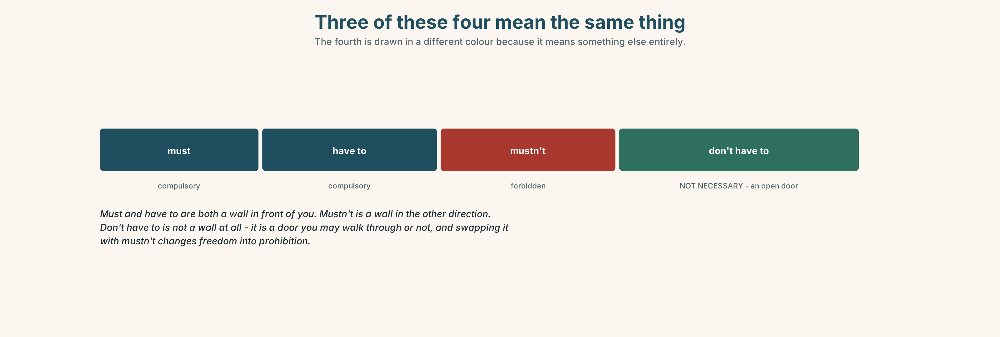 Three of these four mean the same thing
The fourth is drawn in a different colour because it means something else entirely.
must
have to
mustn't
don't have to
compulsory
compulsory
forbidden
NOT NECESSARY - an open door
Must and have to are both a wall in front of you. Mustn't is a wall in the other direction.
Don't have to is not a wall at all - it is a door you may walk through or not, and swapping it
with mustn't changes freedom into prohibition.